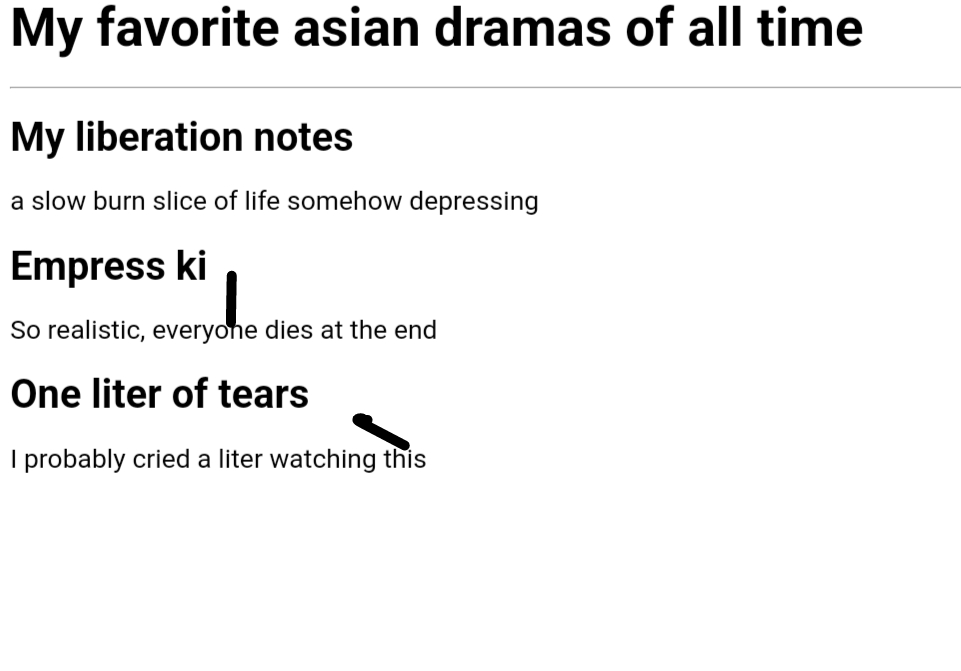 My favorite asian dramas of all time
My liberation notes
a slow burn slice of life somehow depressing
Empress ki
So realistic, everyone dies at the end
One liter of tears
I probably cried a liter watching this